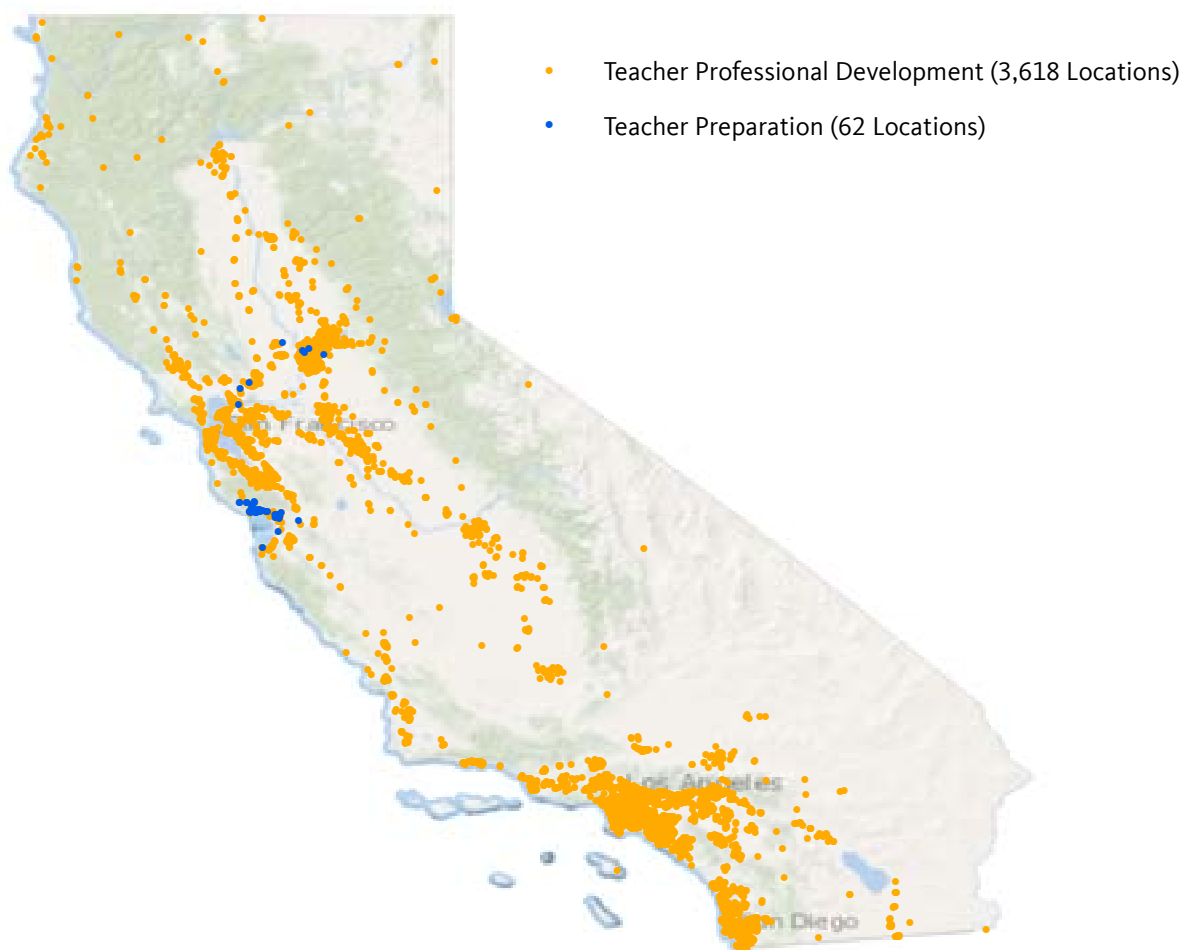 Teacher Professional Development (3,618 Locations)
Teacher Preparation (62 Locations)
San Francisco
Los Angeles
San Diego